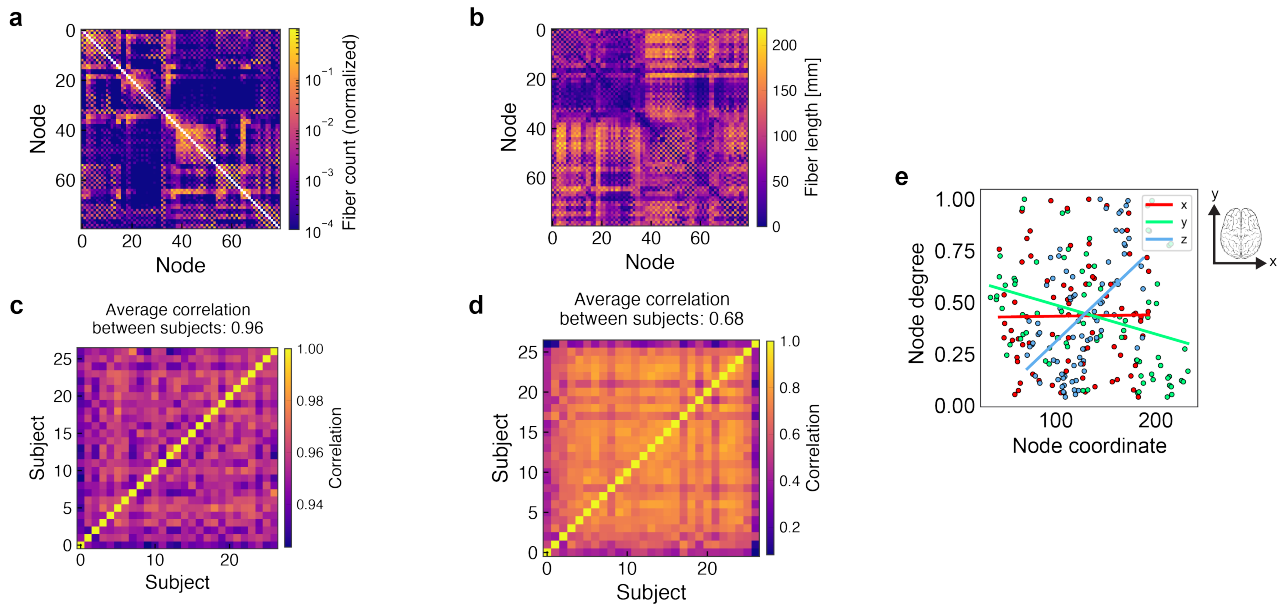 a
0
20
40
60
0
20
40
60
Node
Node
10⁻¹
10⁻²
10⁻³
10⁻⁴
Fiber count (normalized)
b
0
20
40
60
0
20
40
60
Node
Node
200
150
100
50
0
Fiber length [mm]
c
Average correlation
between subjects: 0.96
25
20
15
10
5
0
0
10
20
Subject
Subject
1.00
0.98
0.96
0.94
Correlation
d
Average correlation
between subjects: 0.68
25
20
15
10
5
0
0
10
20
Subject
Subject
1.0
0.8
0.6
0.4
0.2
Correlation
e
1.00
0.75
0.50
0.25
0.00
100
200
Node degree
Node coordinate
x
y
z
y
x